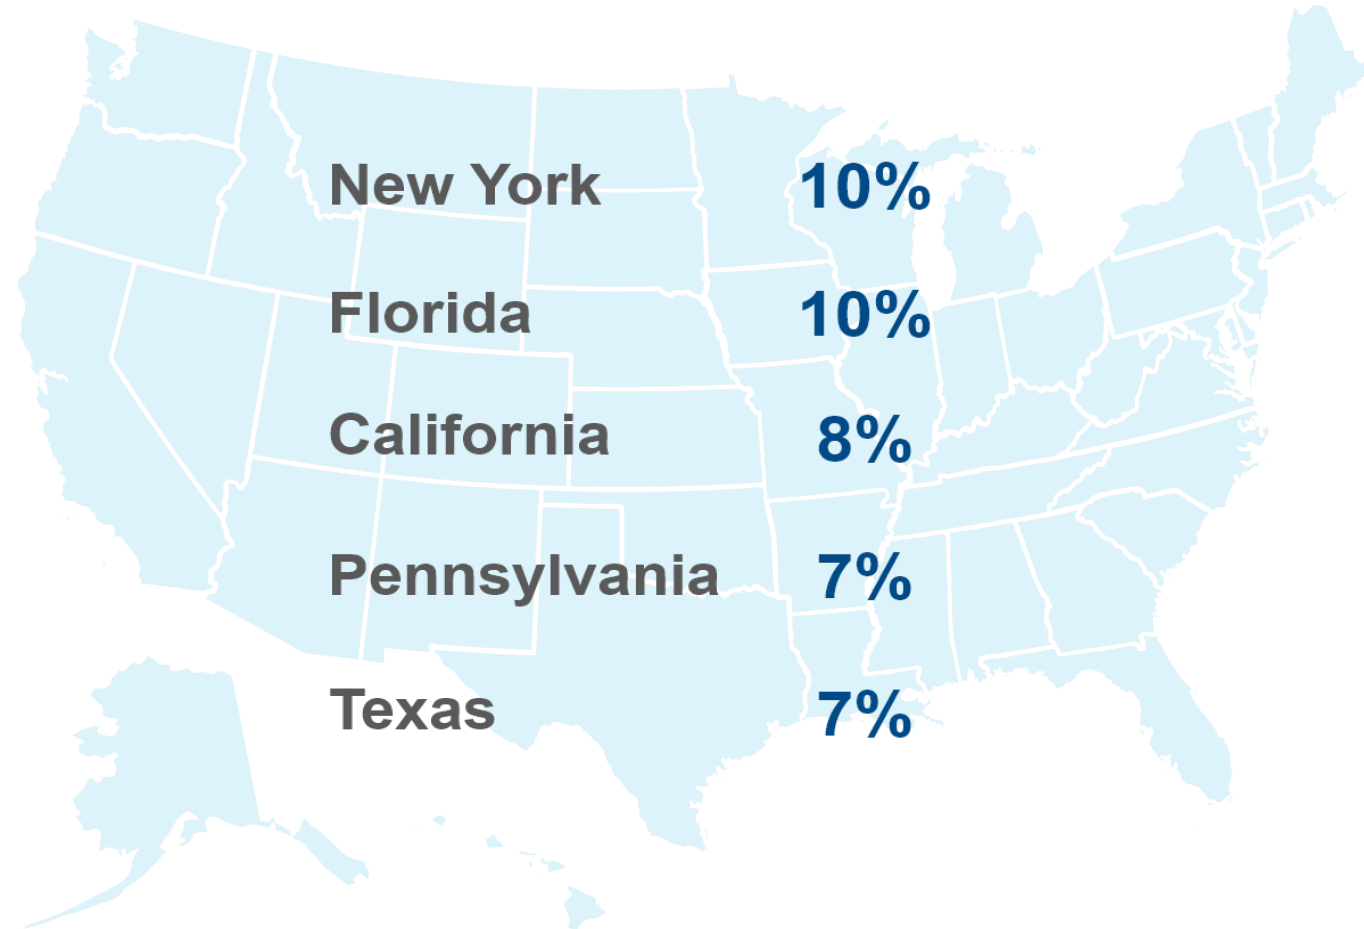 New York 10%
Florida 10%
California 8%
Pennsylvania 7%
Texas 7%